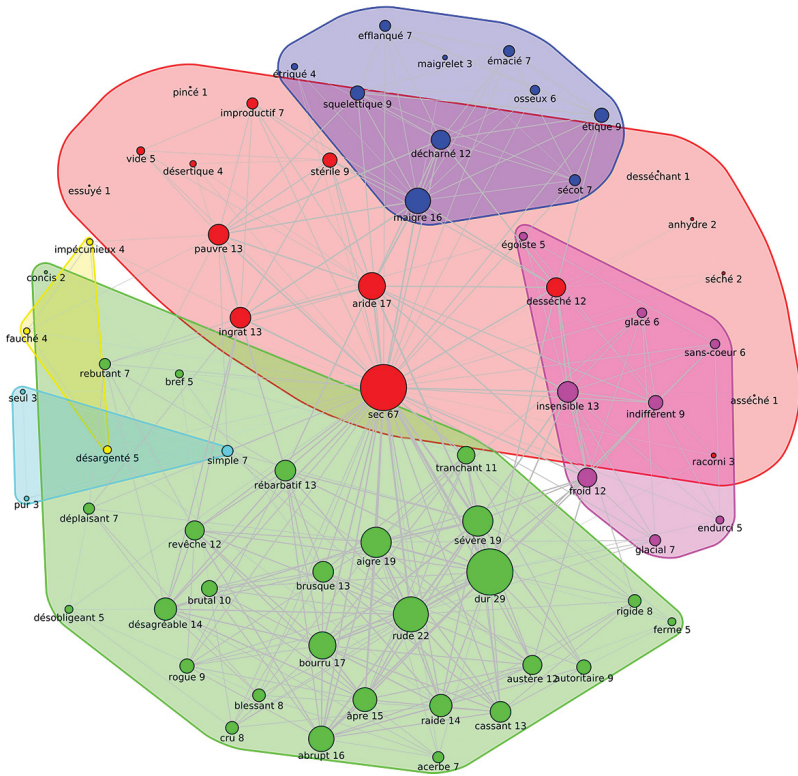 efflanqué 7
maigrelet 3
émacié 7
étriqué 4
pincé 1
squelettique 9
osseux 6
improductif 7
étique 9
vide 5
décharné 12
désertique 4
stérile 9
desséchant 1
essuyé 1
sécot 7
maigre 16
anhydre 2
impécunieux 4
pauvre 13
égoïste 5
concis 2
séché 2
aride 17
desséché 12
fauché 4
ingrat 13
glacé 6
sans-coeur 6
rebutant 7
bref 5
seul 3
sec 67
insensible 13
indifférent 9
asséché 1
désargenté 5
simple 7
tranchant 11
racorni 3
rébarbatif 13
froid 12
pur 3
déplaisant 7
endurci 5
revêche 12
aigre 19
sévère 19
glacial 7
brusque 13
dur 29
brutal 10
désobligeant 5
désagréable 14
rude 22
rigide 8
ferme 5
bourru 17
rogue 9
austère 12
autoritaire 9
blessant 8
âpre 15
raide 14
cassant 13
cru 8
abrupt 16
acerbe 7